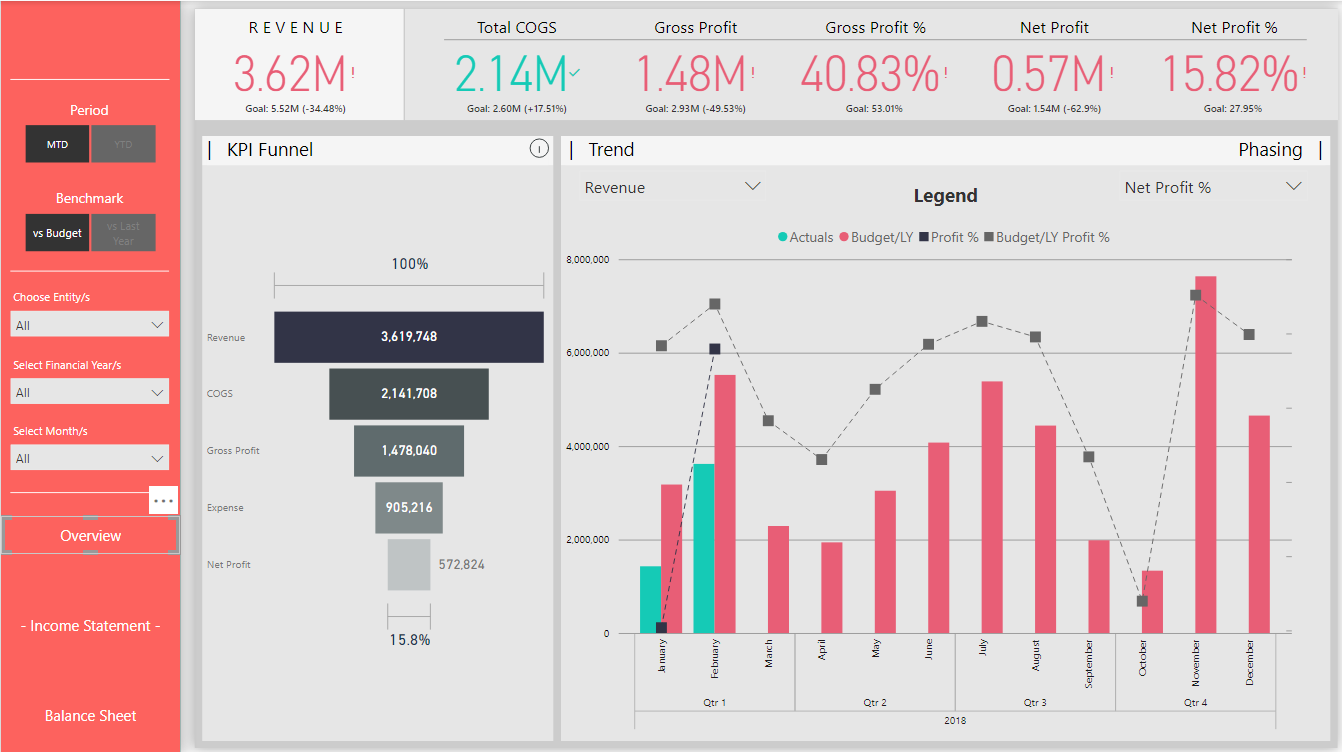 Period
MTD
YTD
Benchmark
vs Budget
vs Last
Year
Choose Entity/s
All
Select Financial Year/s
All
Select Month/s
All
...
Overview
- Income Statement -
Balance Sheet
REVENUE
3.62M!
Goal: 5.52M (-34.48%)
Total COGS
2.14M✓
Goal: 2.60M (+17.51%)
Gross Profit
1.48M!
Goal: 2.93M (-49.53%)
Gross Profit %
40.83%!
Goal: 53.01%
Net Profit
0.57M!
Goal: 1.54M (-62.9%)
Net Profit %
15.82%!
Goal: 27.95%
| KPI Funnel
100%
Revenue 3,619,748
COGS 2,141,708
Gross Profit 1,478,040
Expense 905,216
Net Profit 572,824
15.8%
| Trend
Phasing |
Revenue
Net Profit %
Legend
Actuals Budget/LY Profit % Budget/LY Profit %
8,000,000
6,000,000
4,000,000
2,000,000
0
January
February
March
April
May
June
July
August
September
October
November
December
Qtr 1
Qtr 2
Qtr 3
Qtr 4
2018